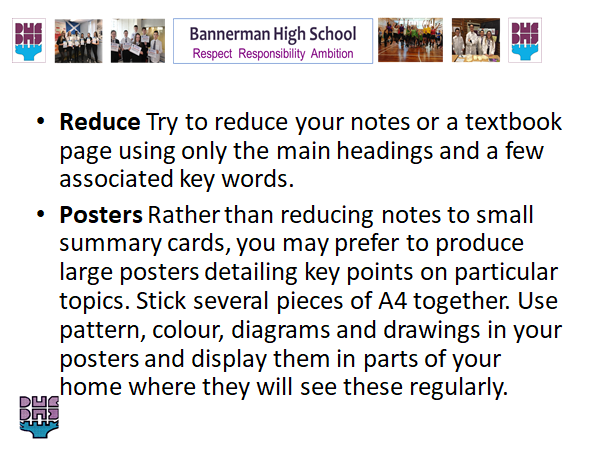 Bannerman High School
Respect Responsibility Ambition
• Reduce Try to reduce your notes or a textbook
page using only the main headings and a few
associated key words.
• Posters Rather than reducing notes to small
summary cards, you may prefer to produce
large posters detailing key points on particular
topics. Stick several pieces of A4 together. Use
pattern, colour, diagrams and drawings in your
posters and display them in parts of your
home where they will see these regularly.